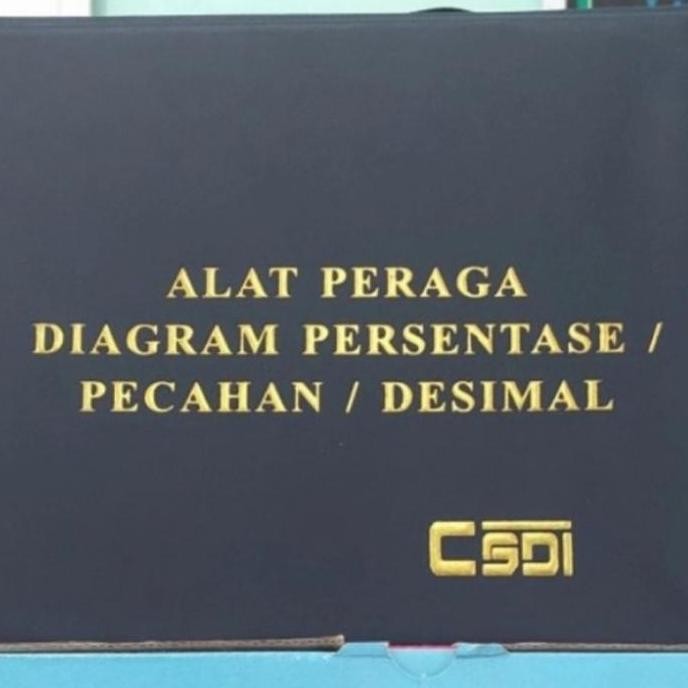 ALAT PERAGA
DIAGRAM PERSENTASE /
PECAHAN / DESIMAL
CSDI